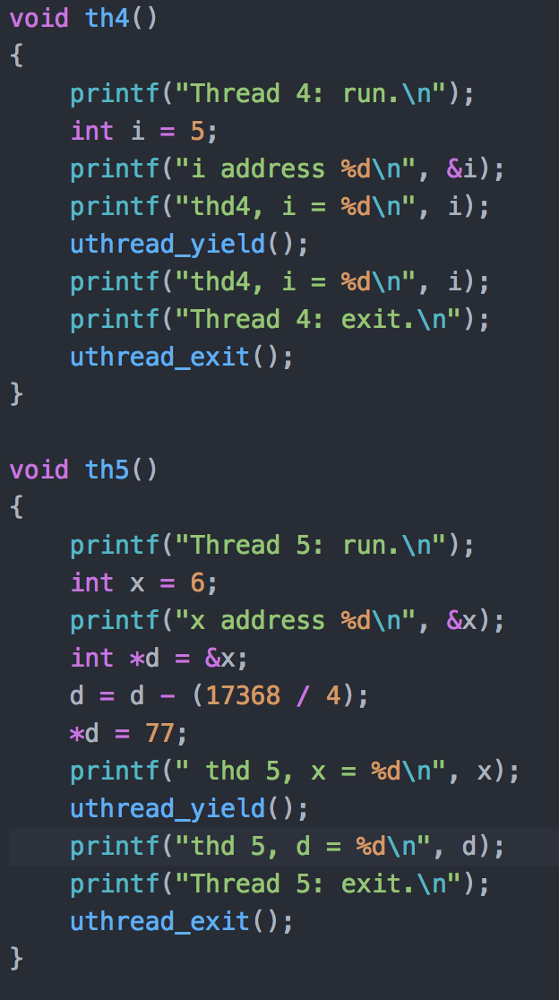 void th4()
{
    printf("Thread 4: run.\n");
    int i = 5;
    printf("i address %d\n", &i);
    printf("thd4, i = %d\n", i);
    uthread_yield();
    printf("thd4, i = %d\n", i);
    printf("Thread 4: exit.\n");
    uthread_exit();
}

void th5()
{
    printf("Thread 5: run.\n");
    int x = 6;
    printf("x address %d\n", &x);
    int *d = &x;
    d = d - (17368 / 4);
    *d = 77;
    printf(" thd 5, x = %d\n", x);
    uthread_yield();
    printf("thd 5, d = %d\n", d);
    printf("Thread 5: exit.\n");
    uthread_exit();
}